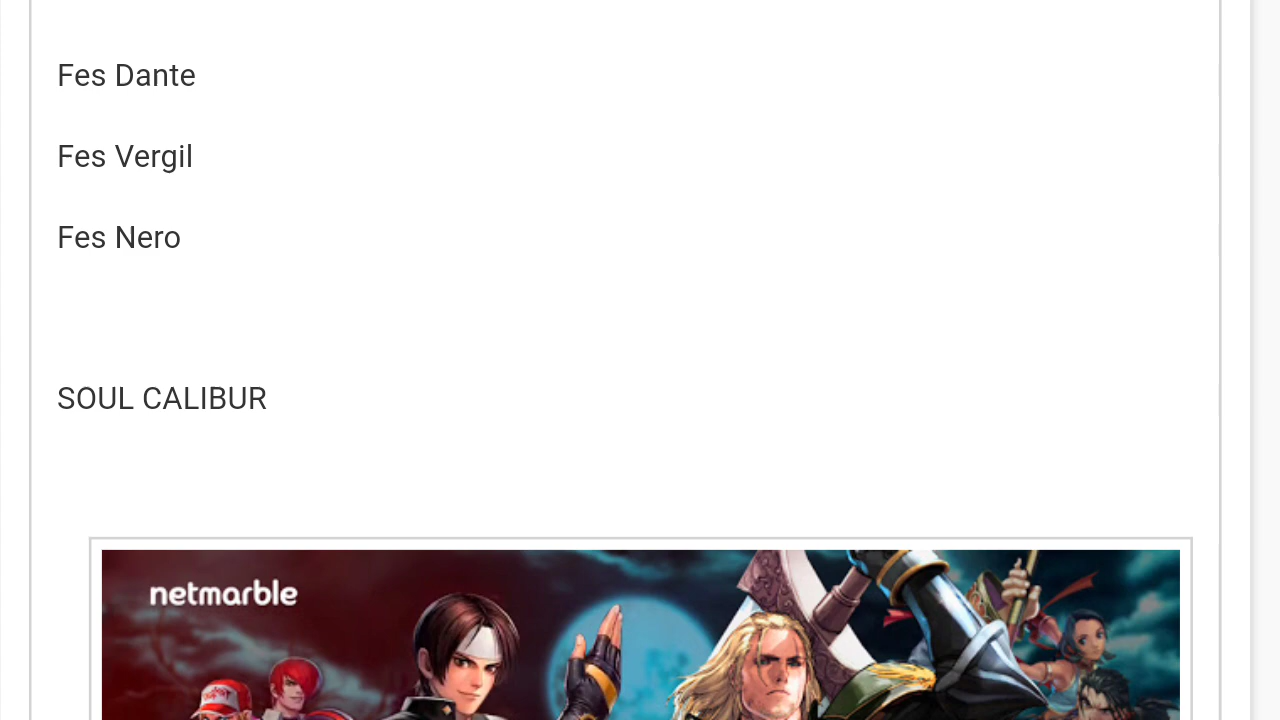 Fes Dante
Fes Vergil
Fes Nero
SOUL CALIBUR
netmarble